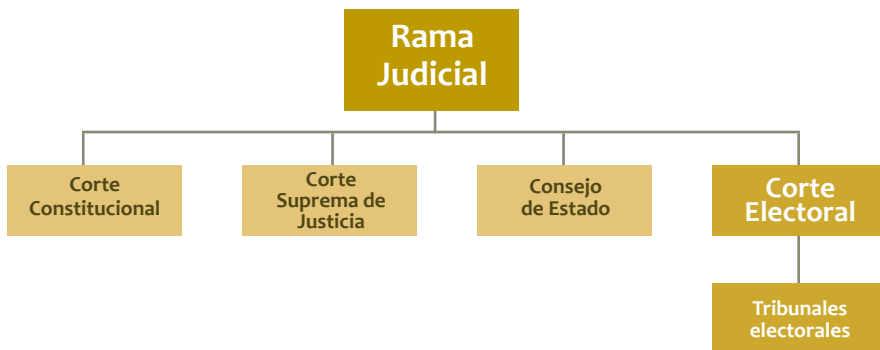 Rama
Judicial
Corte
Constitucional
Corte
Suprema de
Justicia
Consejo
de Estado
Corte
Electoral
Tribunales
electorales